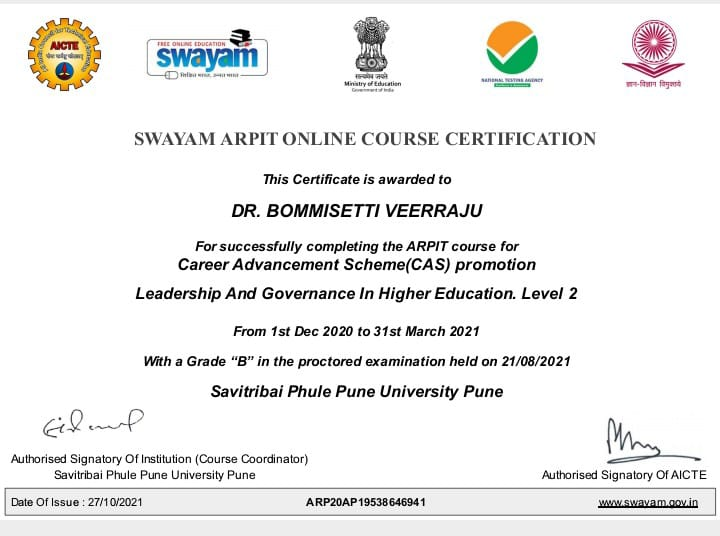 AICTE
FREE ONLINE EDUCATION
swayam
शिक्षित भारत, उन्नत भारत
सत्यमेव जयते
Ministry of Education
Government of India
NATIONAL TESTING AGENCY
ज्ञान-विज्ञान विमुक्तये
SWAYAM ARPIT ONLINE COURSE CERTIFICATION
This Certificate is awarded to
DR. BOMMISETTI VEERRAJU
For successfully completing the ARPIT course for
Career Advancement Scheme(CAS) promotion
Leadership And Governance In Higher Education. Level 2
From 1st Dec 2020 to 31st March 2021
With a Grade “B” in the proctored examination held on 21/08/2021
Savitribai Phule Pune University Pune
Authorised Signatory Of Institution (Course Coordinator)
Savitribai Phule Pune University Pune
Authorised Signatory Of AICTE
Date Of Issue : 27/10/2021
ARP20AP19538646941
www.swayam.gov.in